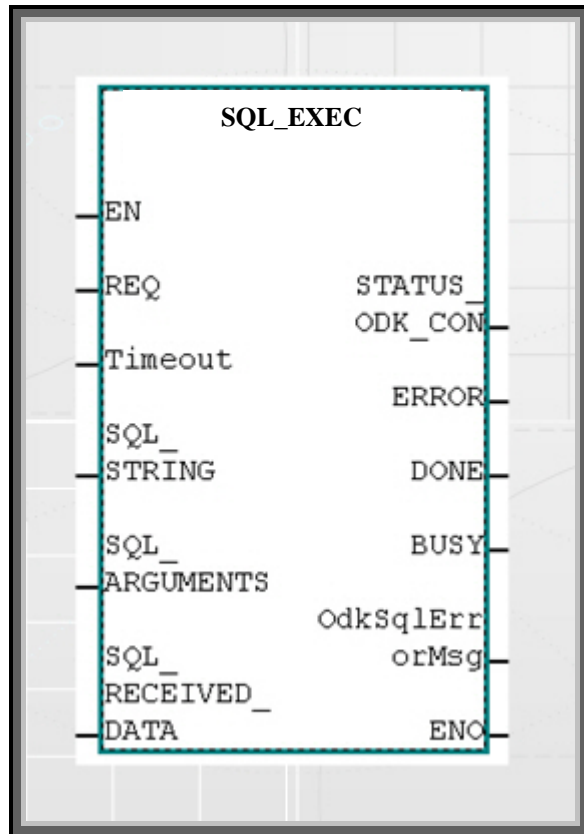 SQL_EXEC
EN
REQ
STATUS_
ODK_CON
Timeout
ERROR
SQL_
STRING
DONE
SQL_
BUSY
ARGUMENTS
OdkSqlErr
SQL_
orMsg
RECEIVED_
DATA
ENO